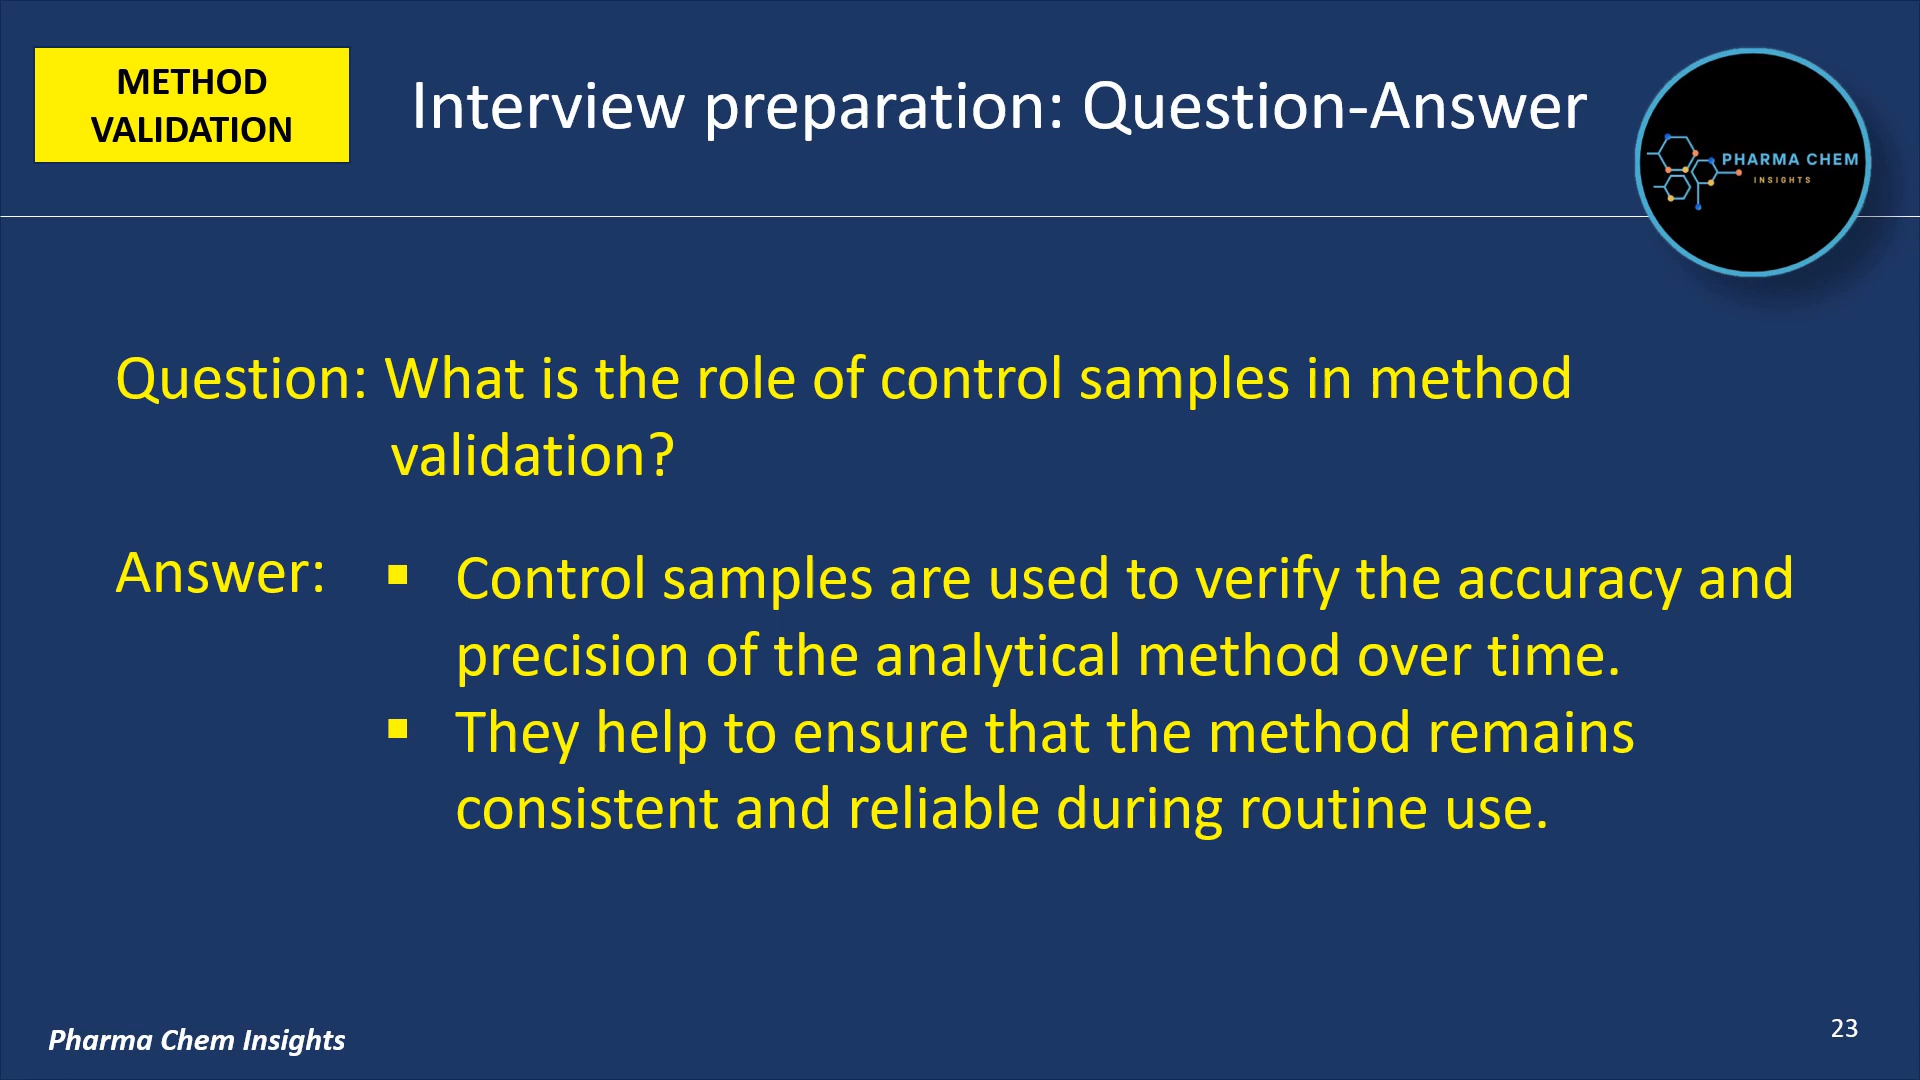 METHOD
VALIDATION
Interview preparation: Question-Answer
PHARMA CHEM
INSIGHTS
Question: What is the role of control samples in method
validation?
Answer: ▪ Control samples are used to verify the accuracy and
precision of the analytical method over time.
▪ They help to ensure that the method remains
consistent and reliable during routine use.
Pharma Chem Insights
23